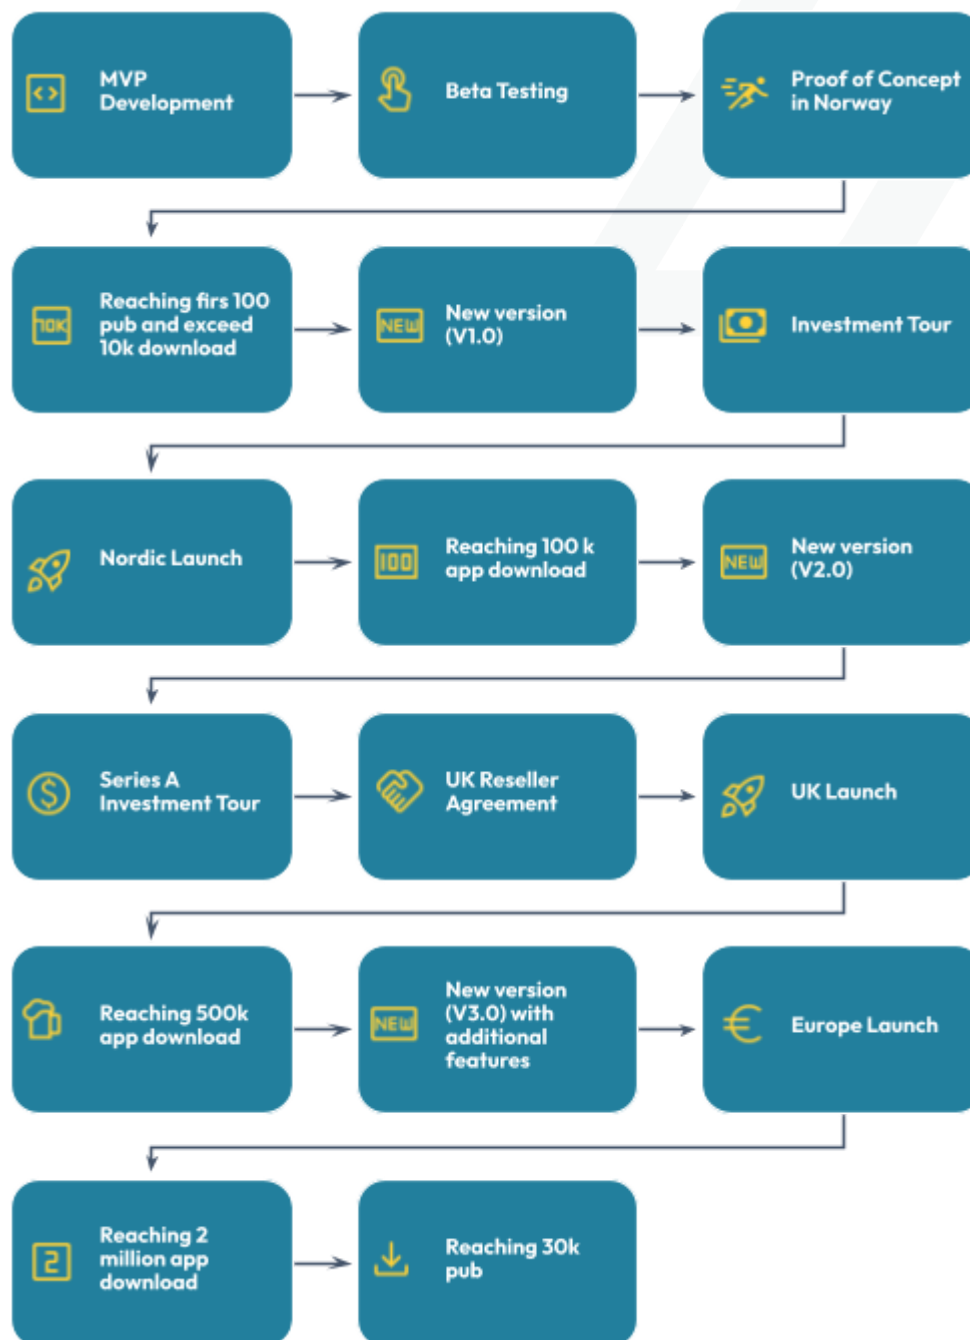 MVP
Development
Beta Testing
Proof of Concept
in Norway
10K
Reaching firs 100
pub and exceed
10k download
NEW
New version
(V1.0)
Investment Tour
Nordic Launch
100
Reaching 100 k
app download
NEW
New version
(V2.0)
$
Series A
Investment Tour
UK Reseller
Agreement
UK Launch
Reaching 500k
app download
NEW
New version
(V3.0) with
additional
features
€
Europe Launch
2
Reaching 2
million app
download
Reaching 30k
pub